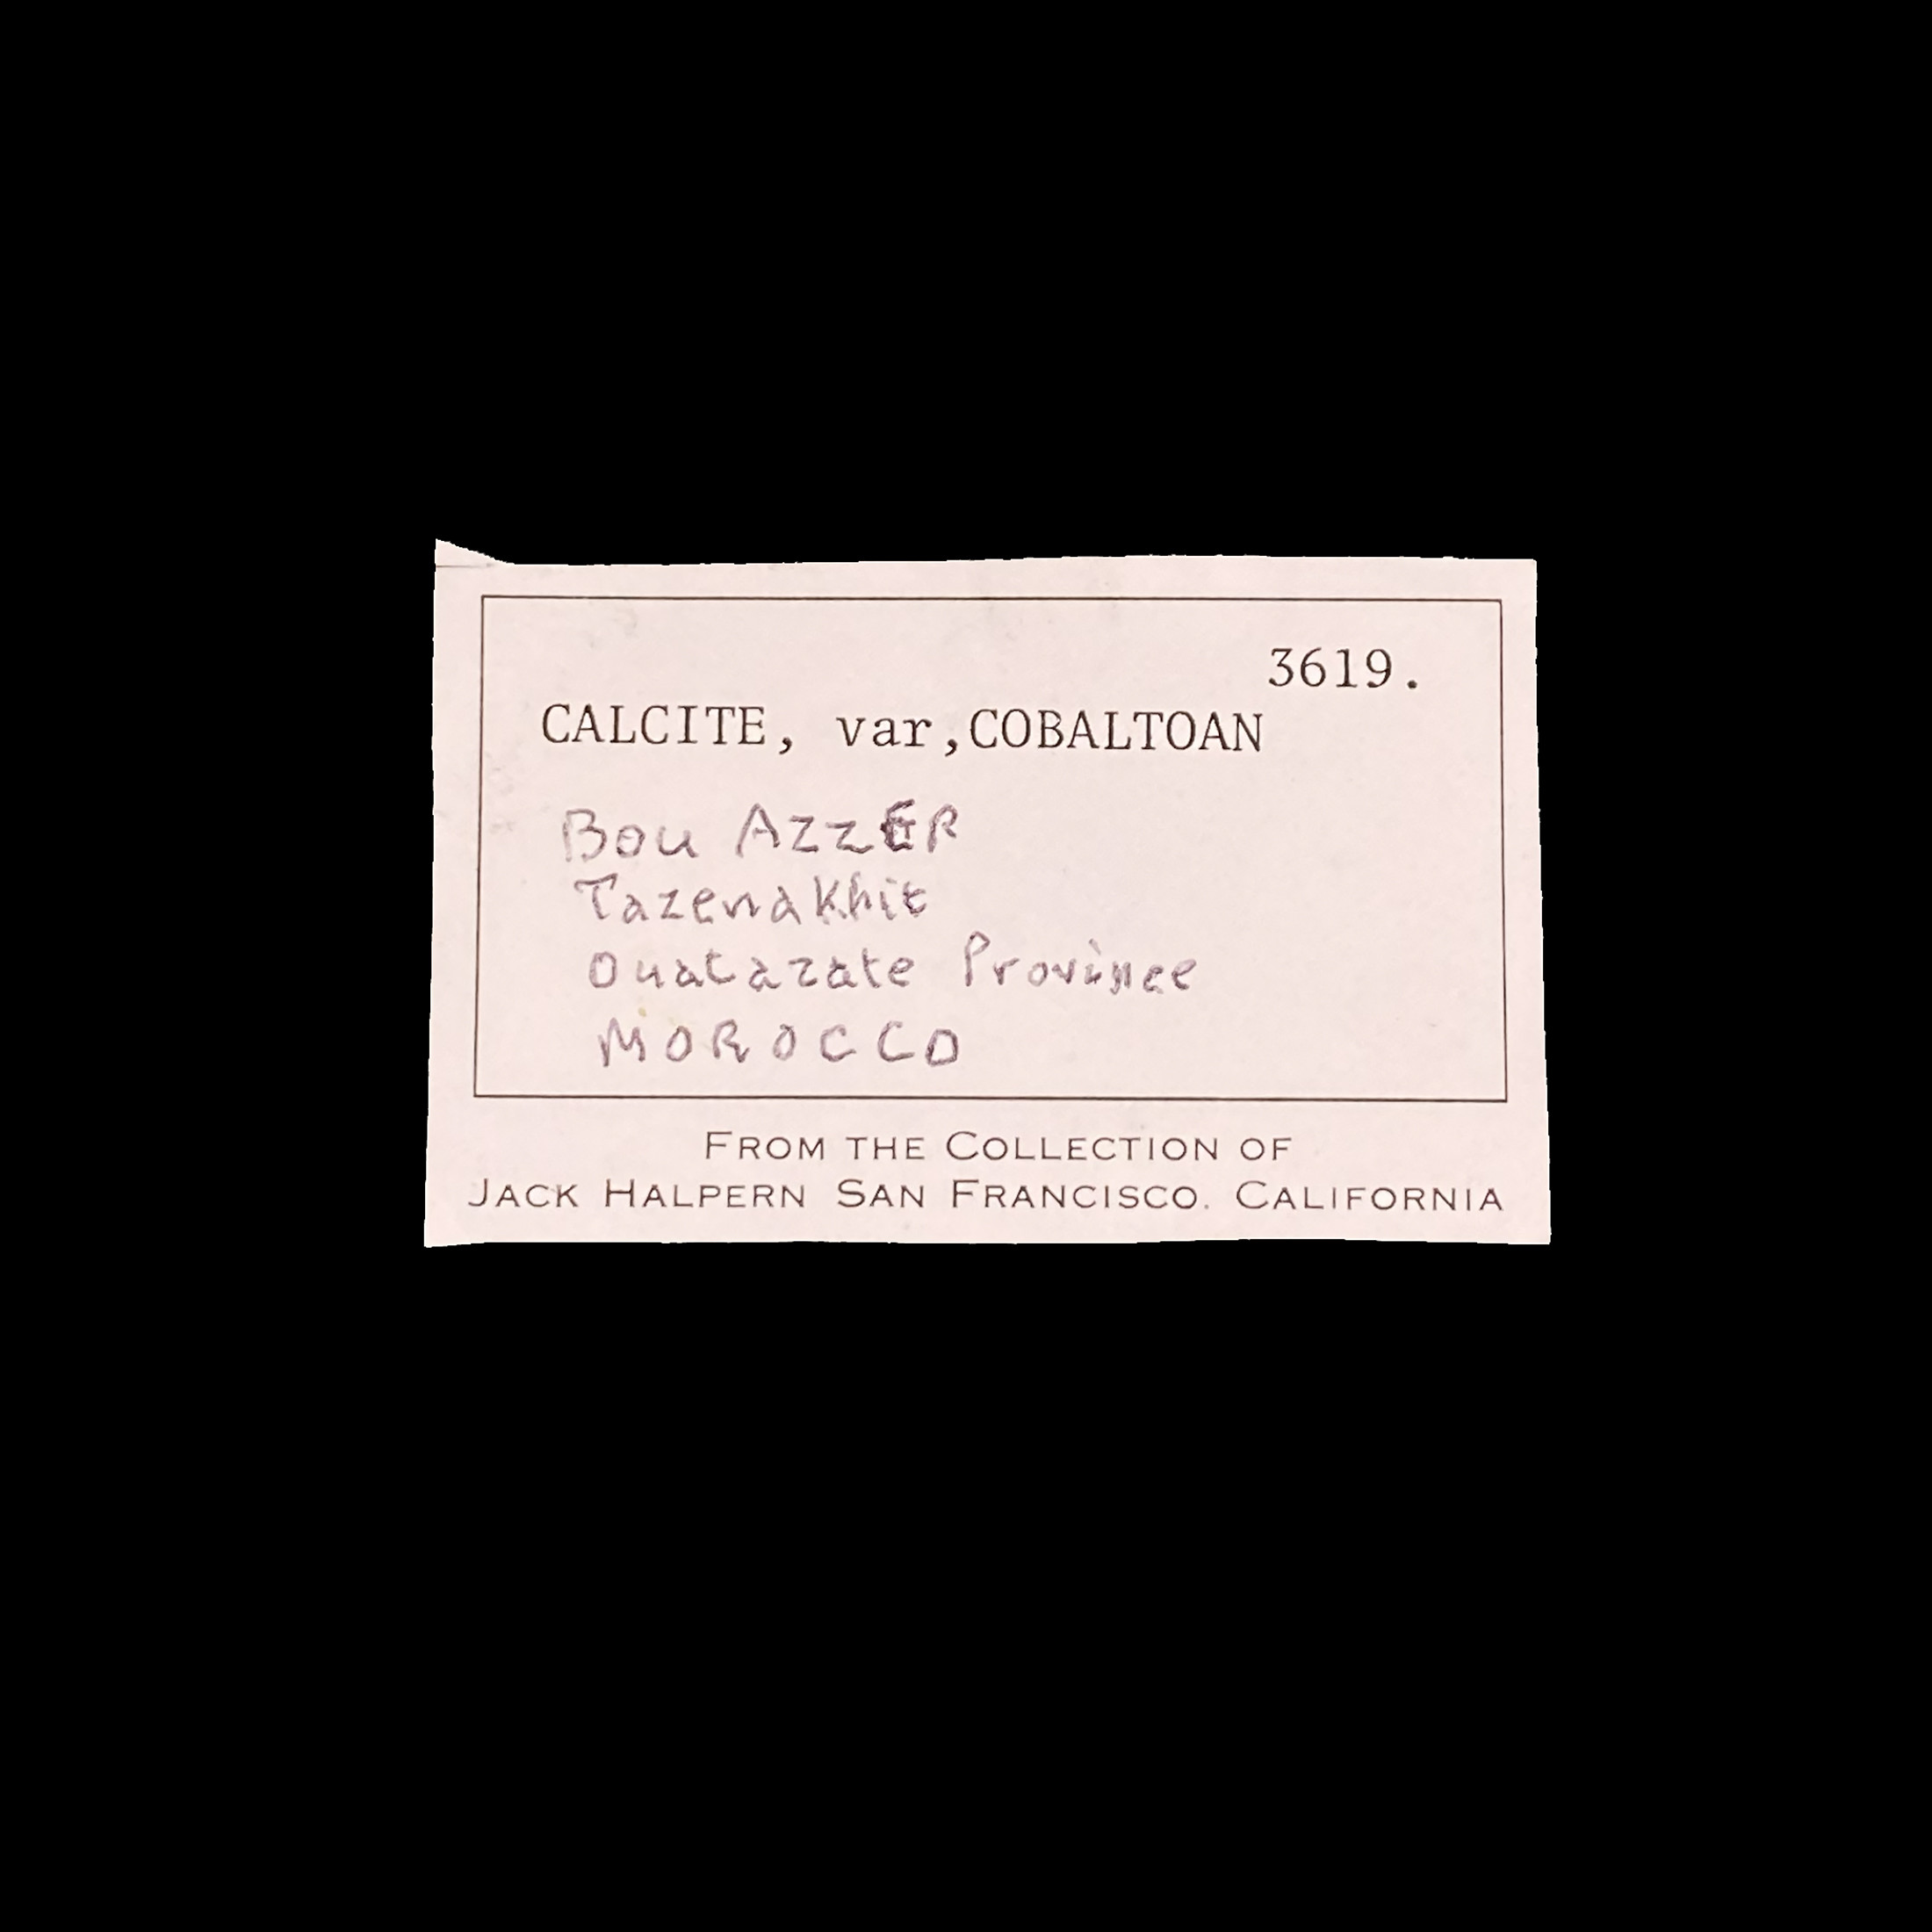 3619.
CALCITE, var,COBALTOAN
Bou AZZER
Tazenakhit
Ouatazate Province
MOROCCO
FROM THE COLLECTION OF
JACK HALPERN SAN FRANCISCO. CALIFORNIA